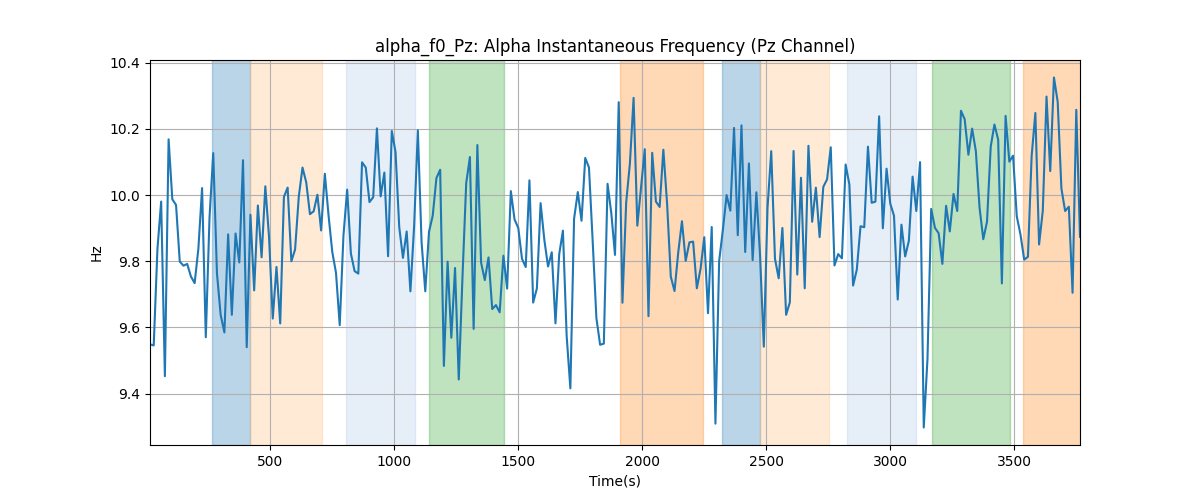 alpha_f0_Pz: Alpha Instantaneous Frequency (Pz Channel)
10.4
10.2
10.0
9.8
9.6
9.4
Hz
500 1000 1500 2000 2500 3000 3500
Time(s)